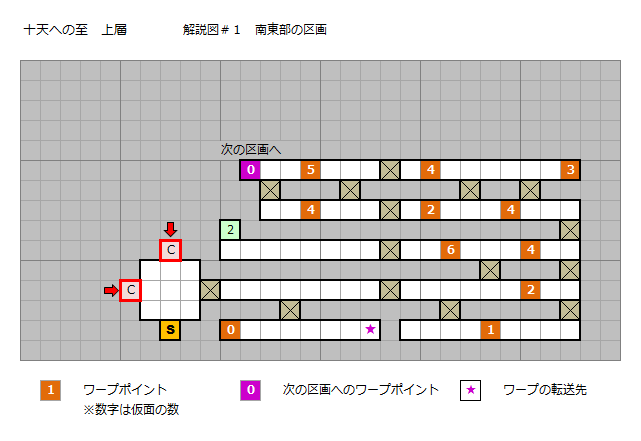 十天への至　上層　解説図＃１　南東部の区画
次の区画へ
0 5 4 3
4 2 4
2
C 6 4
C 2
S 0 ★ 1
1 ワープポイント 0 次の区画へのワープポイント ★ ワープの転送先
※数字は仮面の数